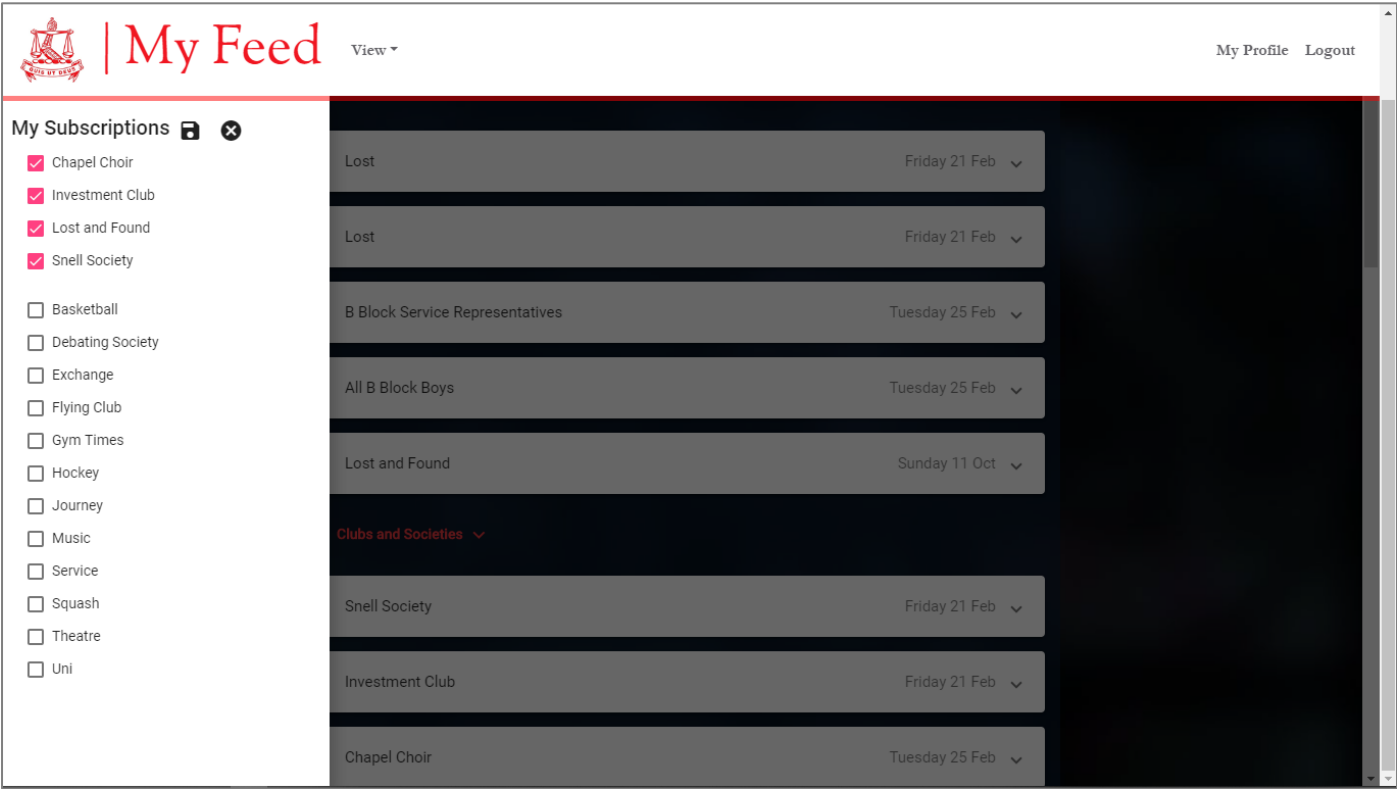 QUIS UT DEUS
My Feed
View
My Profile Logout
My Subscriptions
Chapel Choir
Investment Club
Lost and Found
Snell Society
Basketball
Debating Society
Exchange
Flying Club
Gym Times
Hockey
Journey
Music
Service
Squash
Theatre
Uni
Lost Friday 21 Feb
Lost Friday 21 Feb
B Block Service Representatives Tuesday 25 Feb
All B Block Boys Tuesday 25 Feb
Lost and Found Sunday 11 Oct
Clubs and Societies
Snell Society Friday 21 Feb
Investment Club Friday 21 Feb
Chapel Choir Tuesday 25 Feb